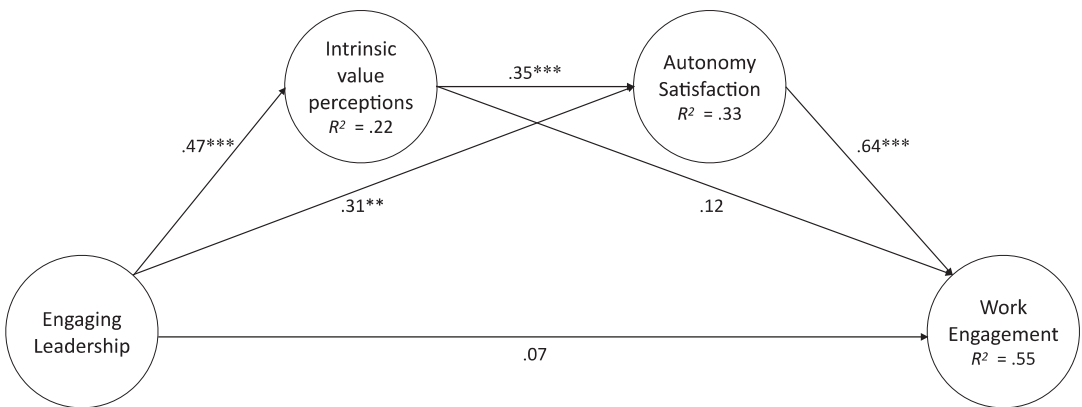 Intrinsic
value
perceptions
R² = .22
Autonomy
Satisfaction
R² = .33
.35***
.47***
.64***
.31**
.12
Engaging
Leadership
Work
Engagement
R² = .55
.07